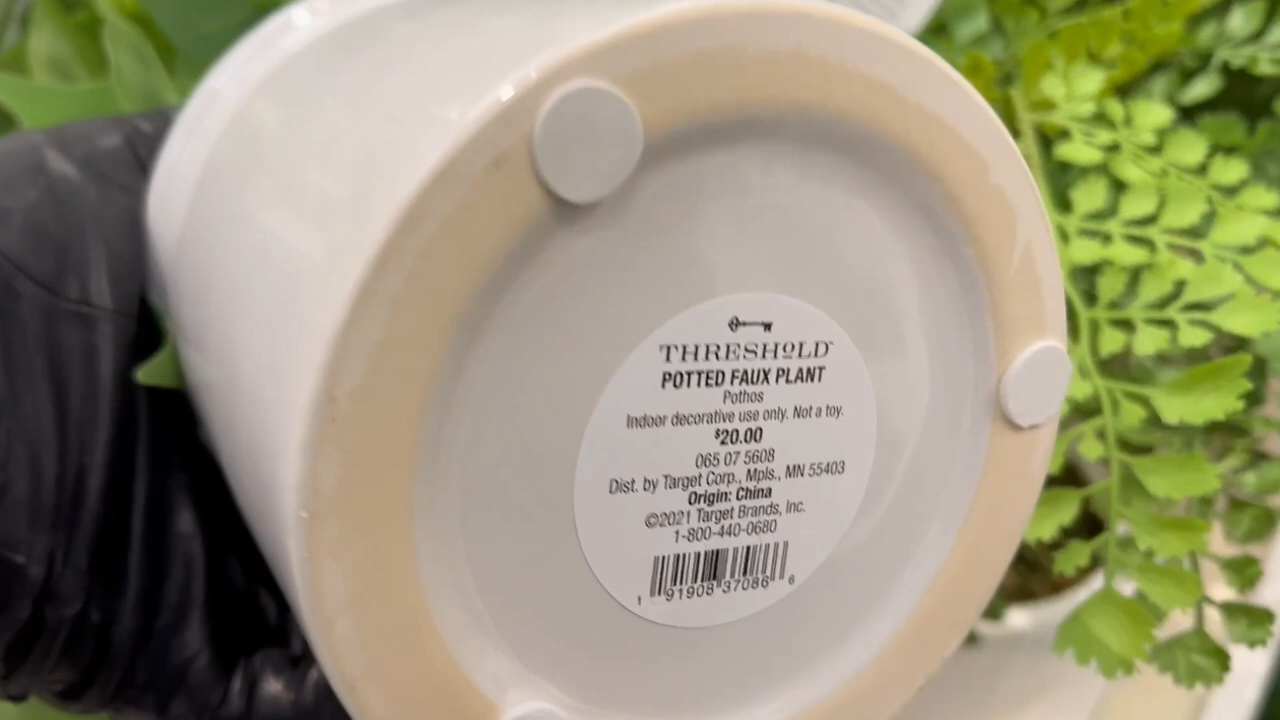 THRESHOLD™
POTTED FAUX PLANT
Pothos
Indoor decorative use only. Not a toy.
$20.00
065 07 5608
Dist. by Target Corp., Mpls., MN 55403
Origin: China
©2021 Target Brands, Inc.
1-800-440-0680
1 91908 37086 6